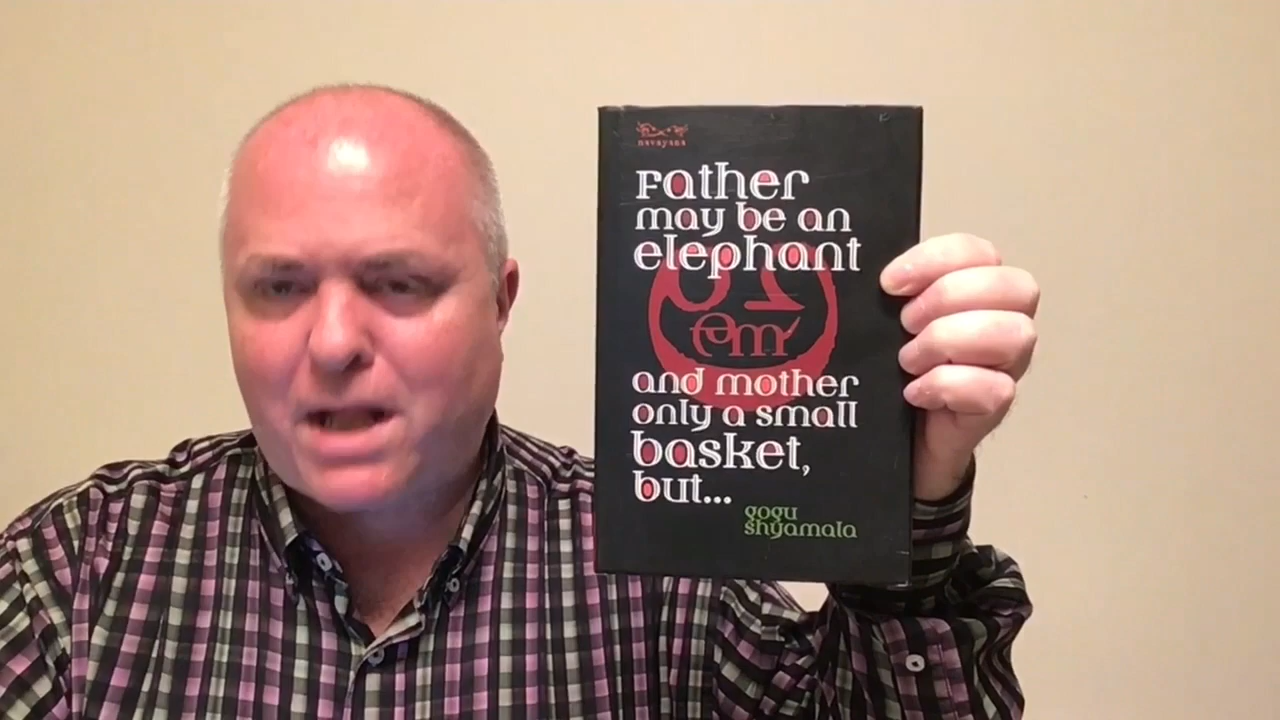 navayana
Father
may be an
elephant
and mother
only a small
basket,
but...
gogu
shyamala